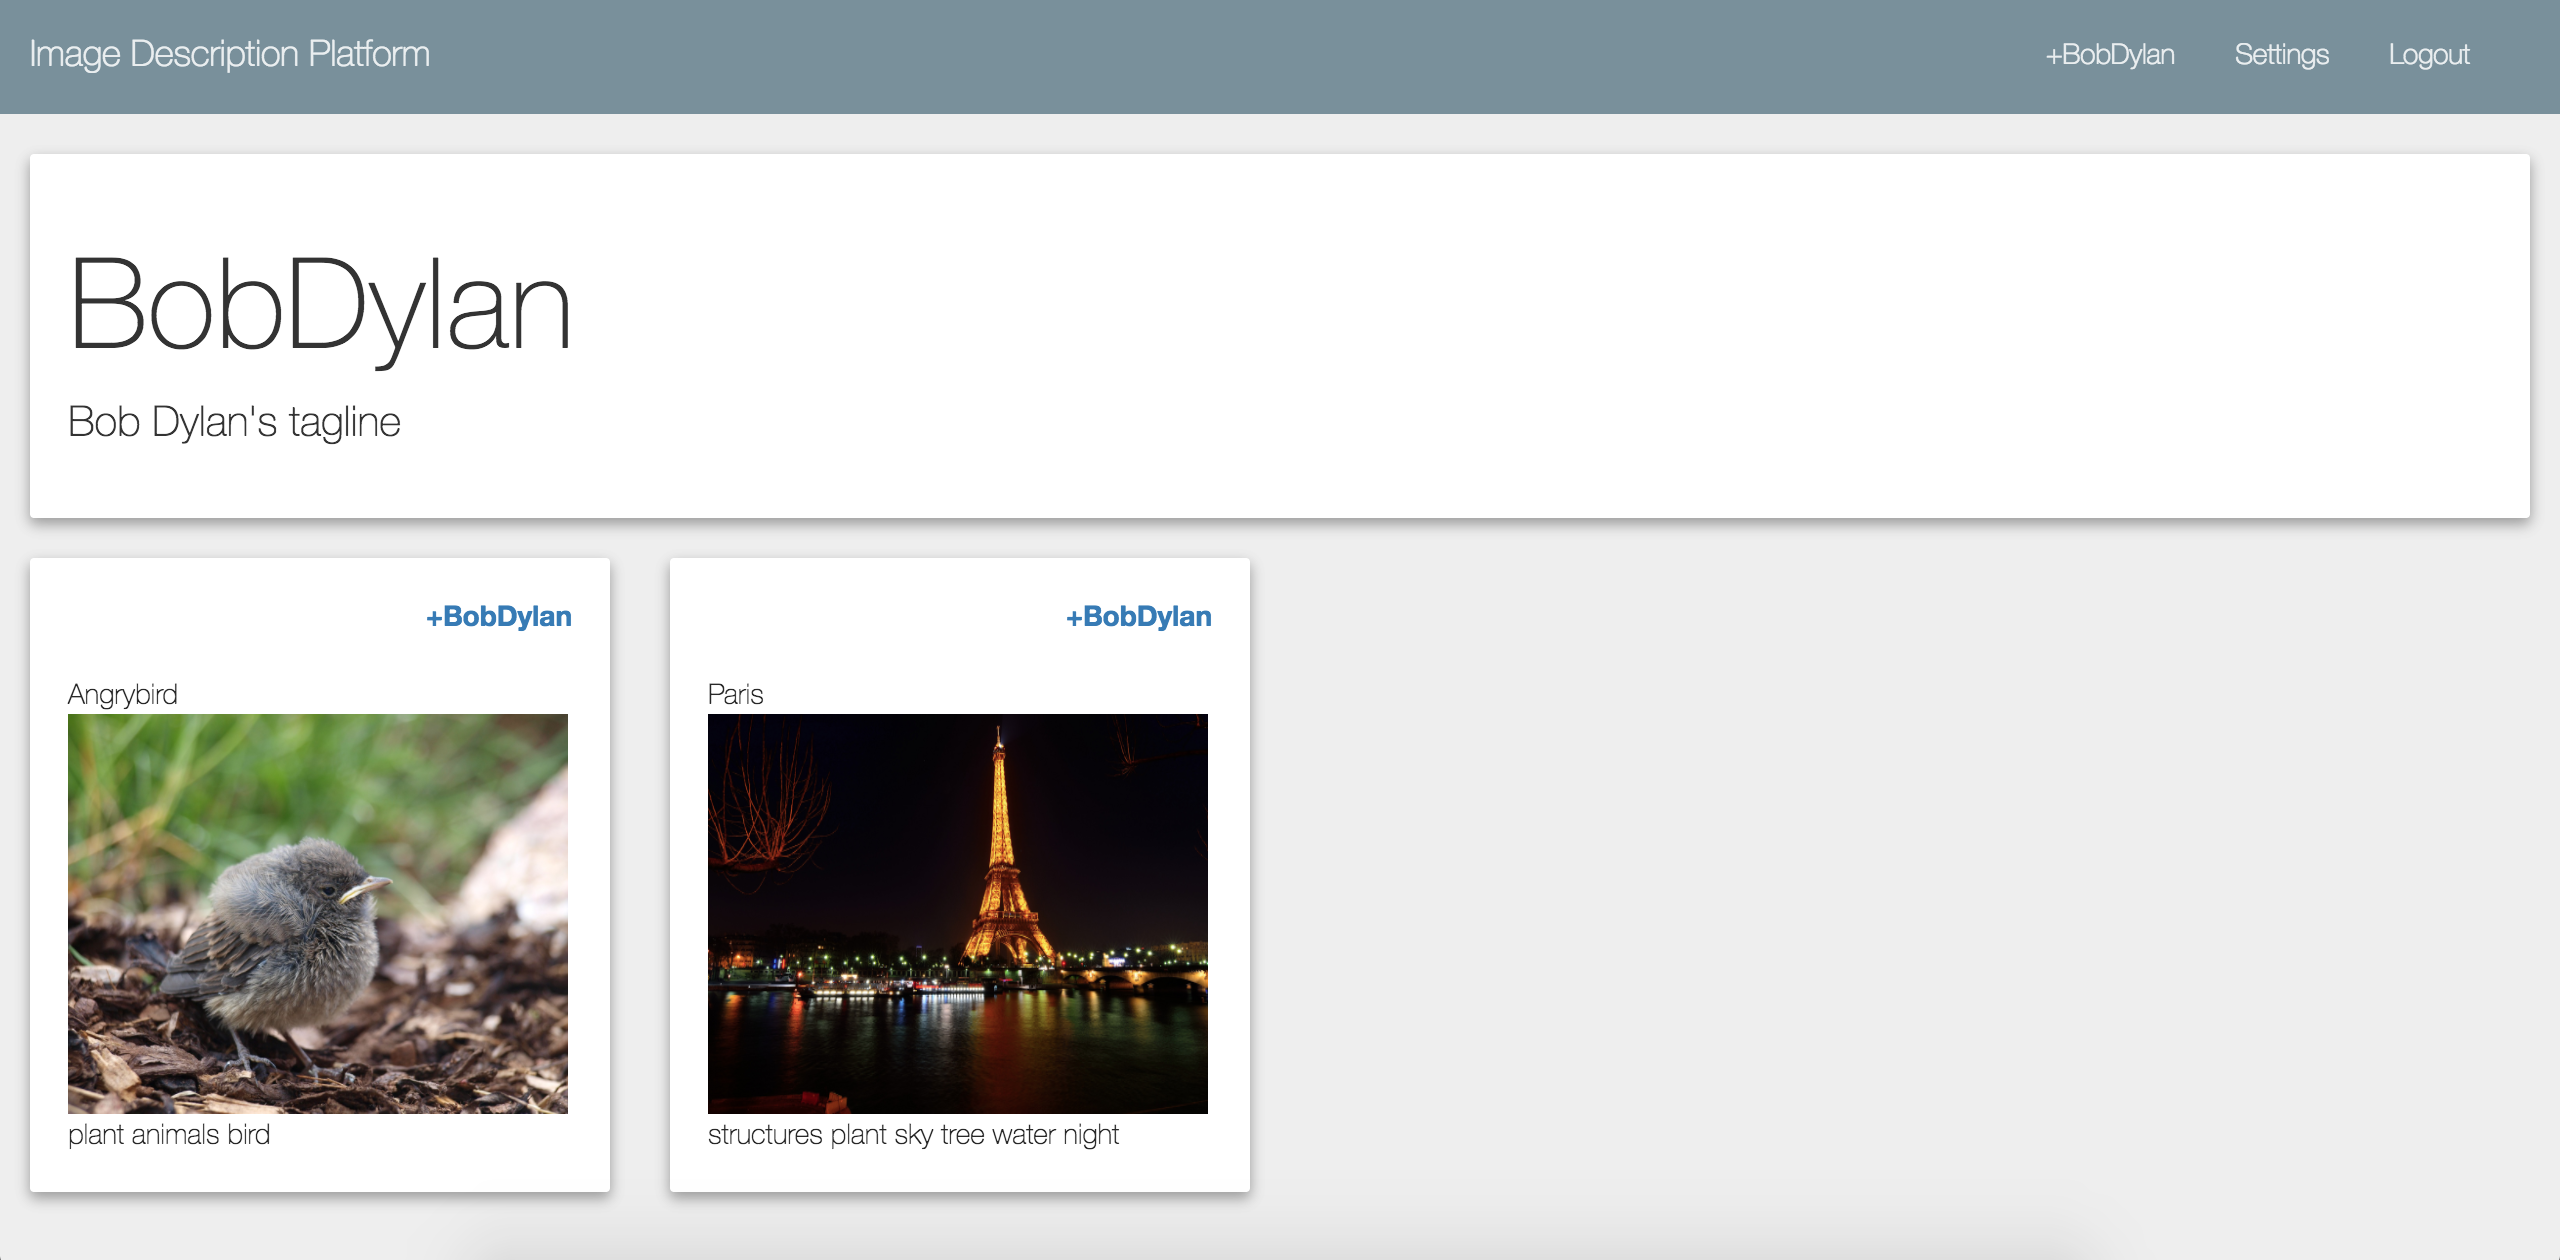 Image Description Platform
+BobDylan Settings Logout
BobDylan
Bob Dylan's tagline
+BobDylan
Angrybird
plant animals bird
+BobDylan
Paris
structures plant sky tree water night